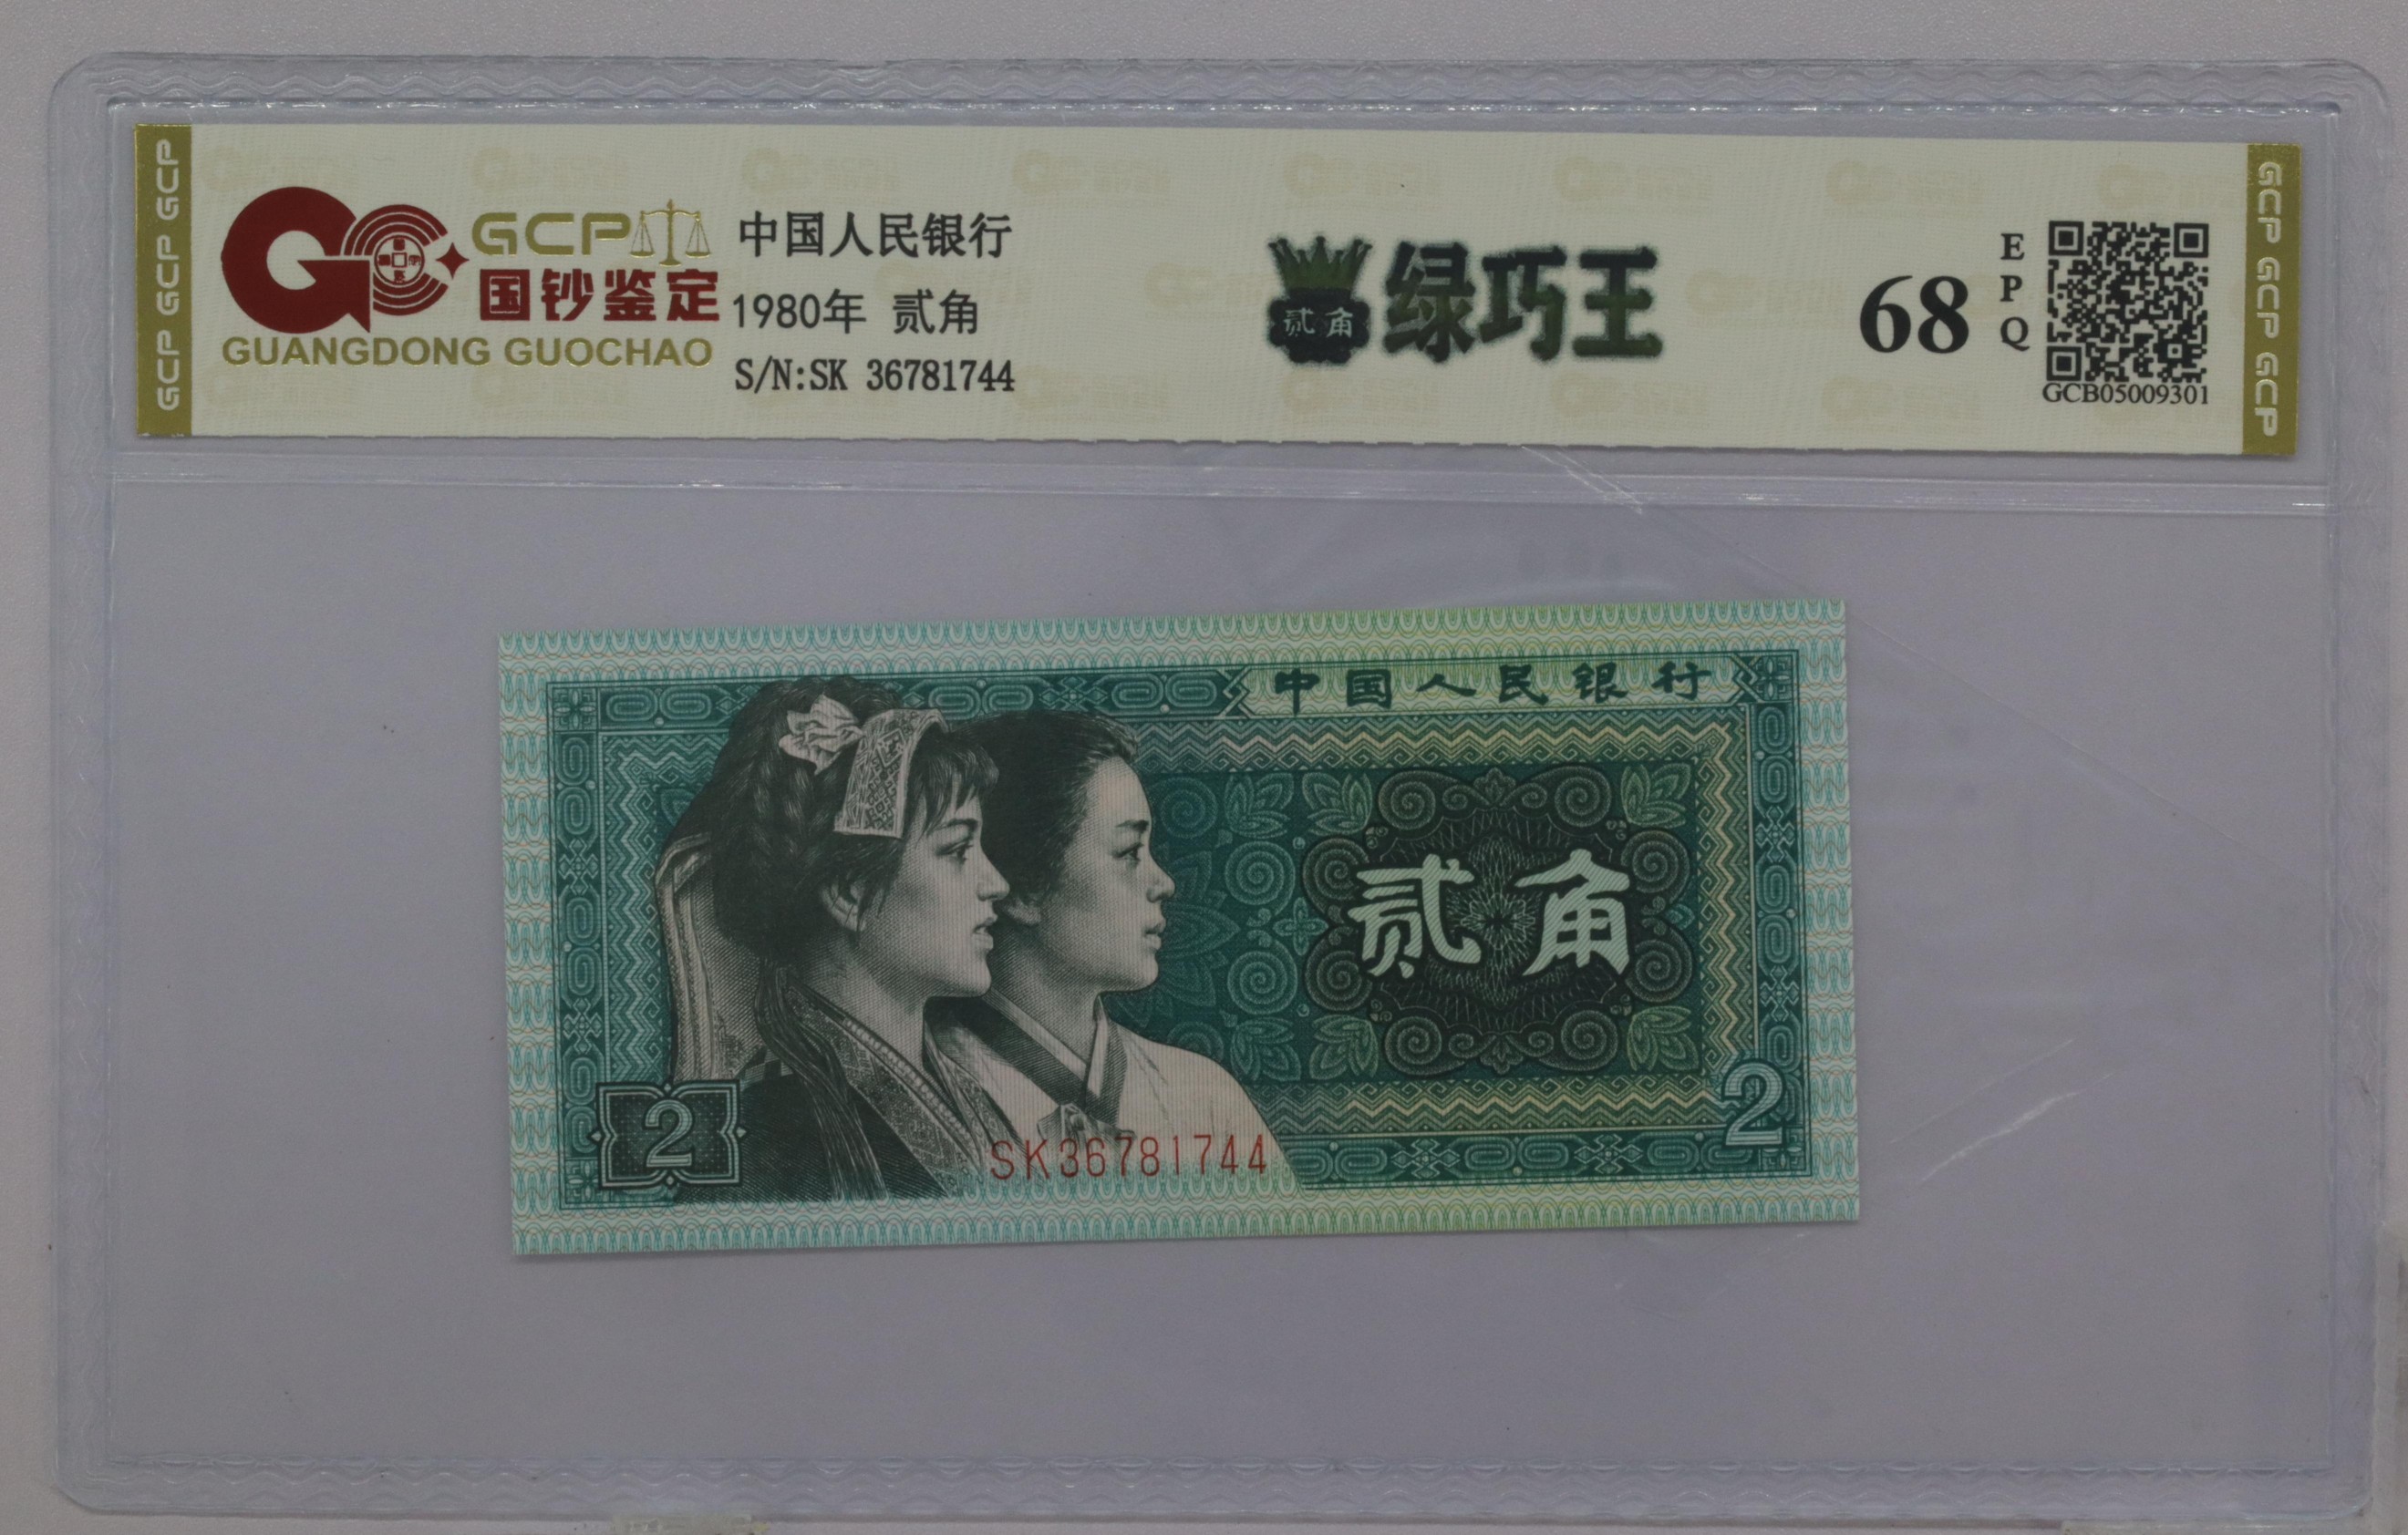 GCP GCP GCP
GCP
国钞鉴定
GUANGDONG GUOCHAO
中国人民银行
1980年 贰角
S/N:SK 36781744
贰角
绿巧王
68
EPQ
GCB05009301
GCP GCP GCP
中国人民银行
贰角
2
2
SK36781744